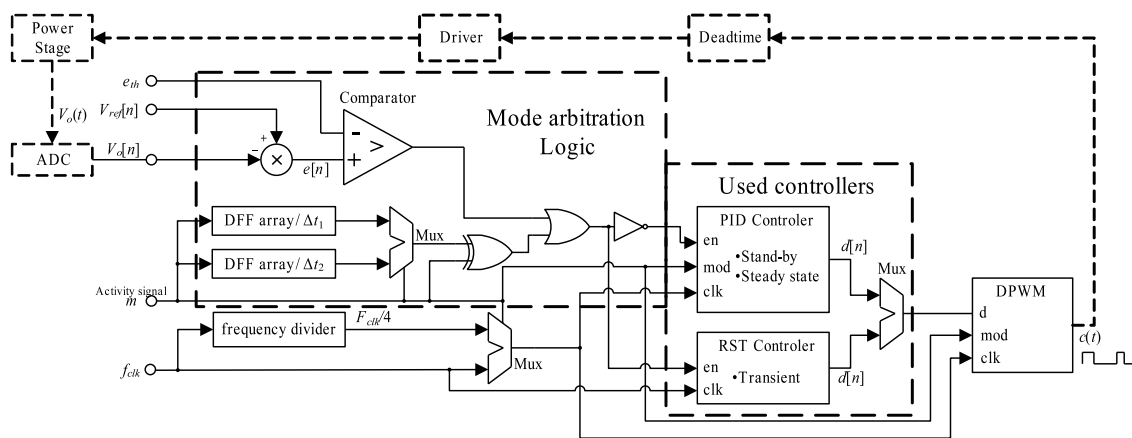 Power
Stage
Driver
Deadtime
e_th
V_ref[n]
V_o(t)
V_o[n]
ADC
Comparator
-
>
+
+
-
×
e[n]
Mode arbitration
Logic
DFF array/ Δt_1
DFF array/ Δt_2
Mux
Activity signal
m
frequency divider
F_clk/4
Mux
f_clk
Used controllers
PID Controler
en
•Stand-by
mod
•Steady state
clk
d[n]
Mux
RST Controler
en
•Transient
clk
d[n]
DPWM
d
mod
clk
c(t)